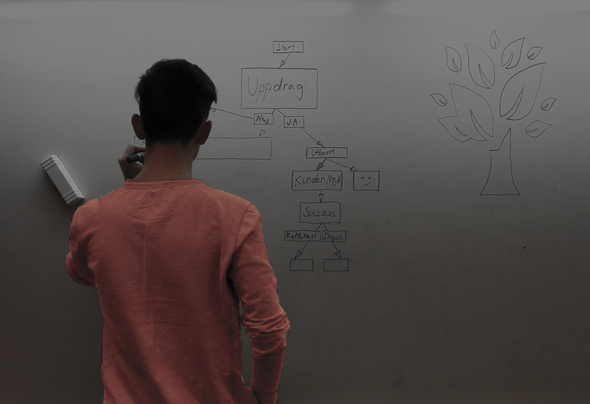 Start
Uppdrag
Nej
JA
Utfört
Kunden Nöjd
Success